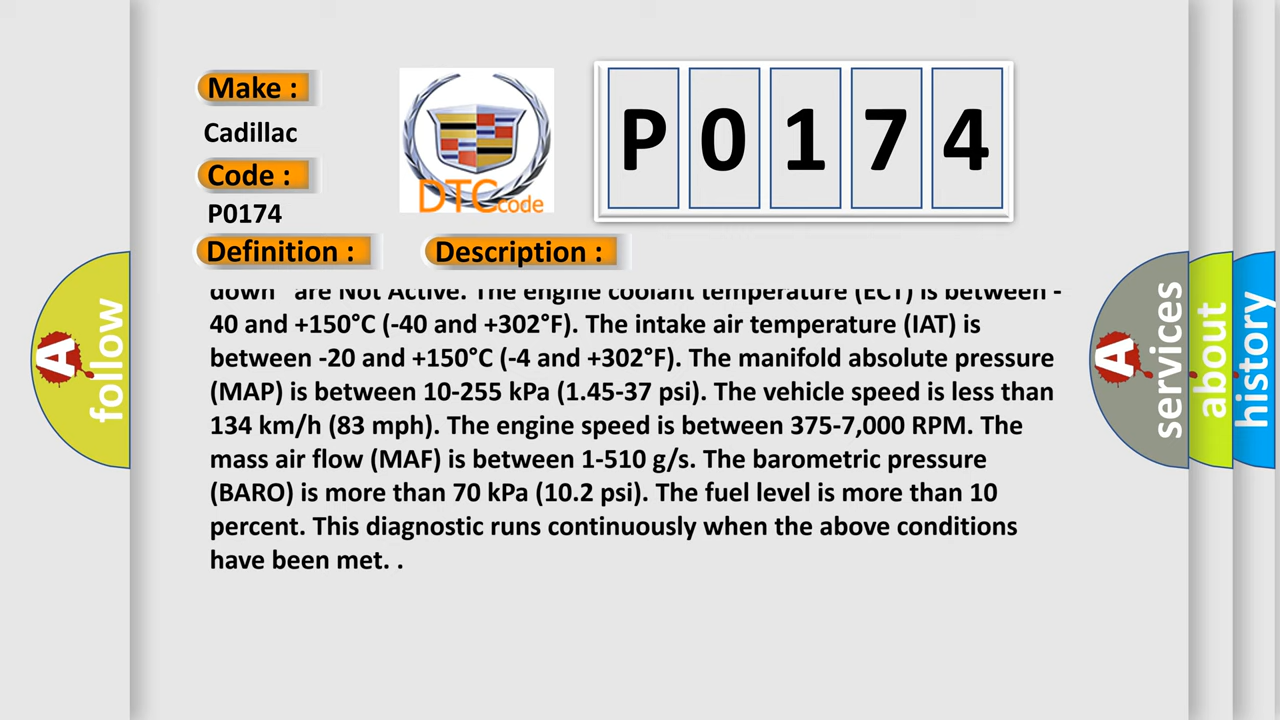 Make :
Cadillac
Code :
P0174
Definition :
Description :
DTC code
P 0 1 7 4
down" are Not Active. The engine coolant temperature (ECT) is between -
40 and +150°C (-40 and +302°F). The intake air temperature (IAT) is
between -20 and +150°C (-4 and +302°F). The manifold absolute pressure
(MAP) is between 10-255 kPa (1.45-37 psi). The vehicle speed is less than
134 km/h (83 mph). The engine speed is between 375-7,000 RPM. The
mass air flow (MAF) is between 1-510 g/s. The barometric pressure
(BARO) is more than 70 kPa (10.2 psi). The fuel level is more than 10
percent. This diagnostic runs continuously when the above conditions
have been met. .
A follow
A services
about
history